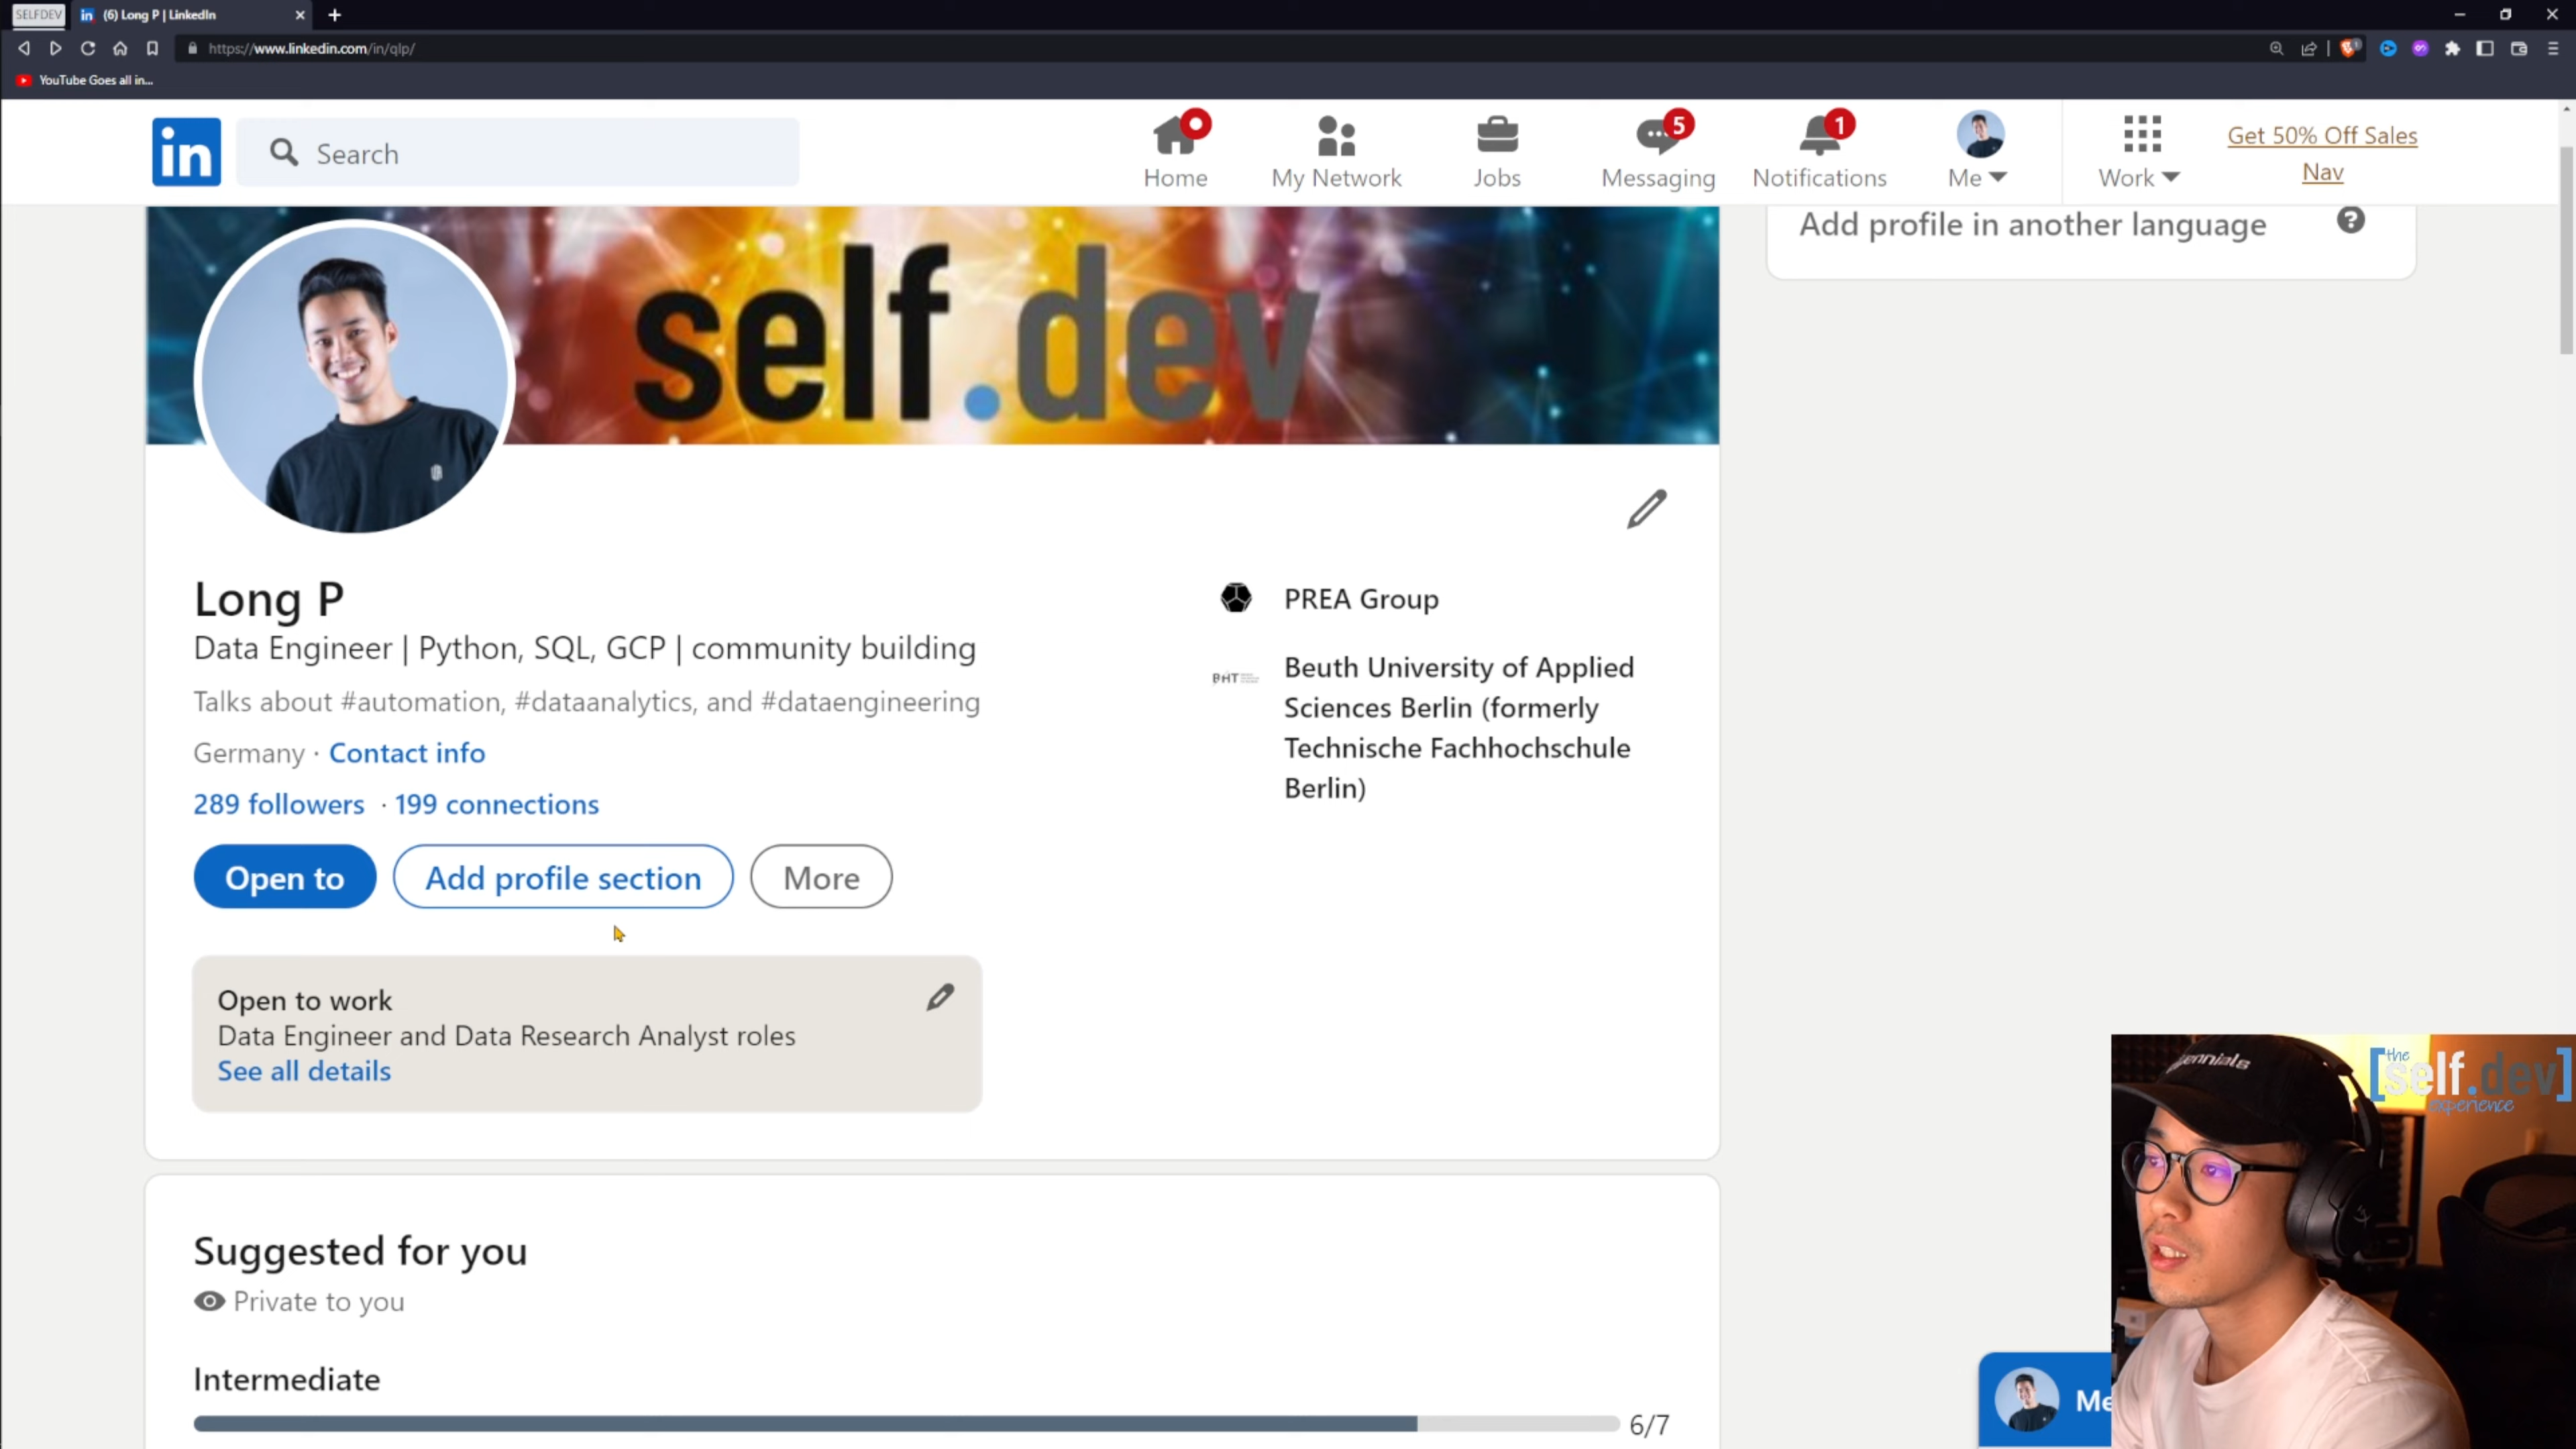 SELFDEV
(6) Long P | LinkedIn
https://www.linkedin.com/in/qlp/
YouTube Goes all in...
in
Search
Home
My Network
Jobs
5
Messaging
1
Notifications
Me
Work
Get 50% Off Sales
Nav
self.dev
Add profile in another language
Long P
Data Engineer | Python, SQL, GCP | community building
Talks about #automation, #dataanalytics, and #dataengineering
Germany · Contact info
289 followers · 199 connections
Open to
Add profile section
More
PREA Group
BHT
Beuth University of Applied
Sciences Berlin (formerly
Technische Fachhochschule
Berlin)
Open to work
Data Engineer and Data Research Analyst roles
See all details
Suggested for you
Private to you
Intermediate
6/7
Me
[the
self.dev]
experience